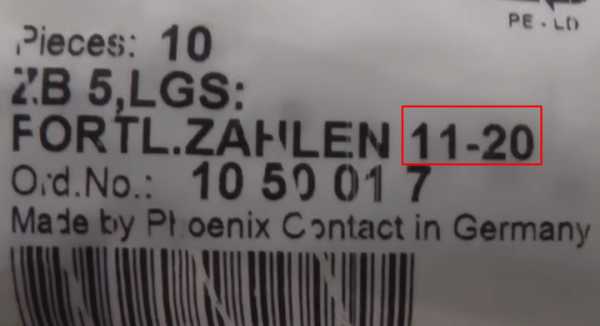 PE-LD
Pieces: 10
ZB 5,LGS:
FORTL.ZAHLEN 11-20
Ord.No.: 10 50 01 7
Made by Phoenix Contact in Germany